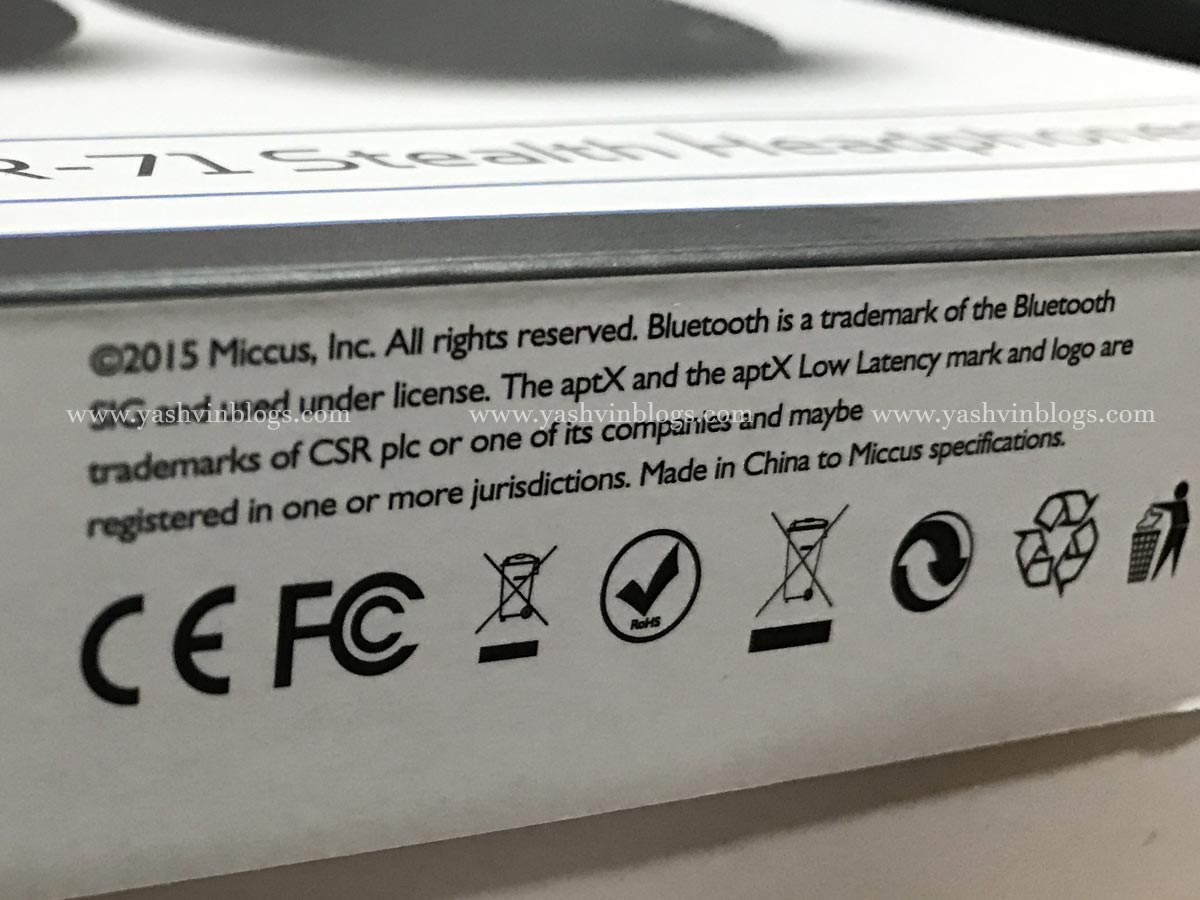 R-71 Stealth Headphones
©2015 Miccus, Inc. All rights reserved. Bluetooth is a trademark of the Bluetooth
SIG and used under license. The aptX and the aptX Low Latency mark and logo are
www.yashvinblogs.com www.yashvinblogs.com www.yashvinblogs.com
trademarks of CSR plc or one of its companies and maybe
registered in one or more jurisdictions. Made in China to Miccus specifications.
CE FC
RoHS